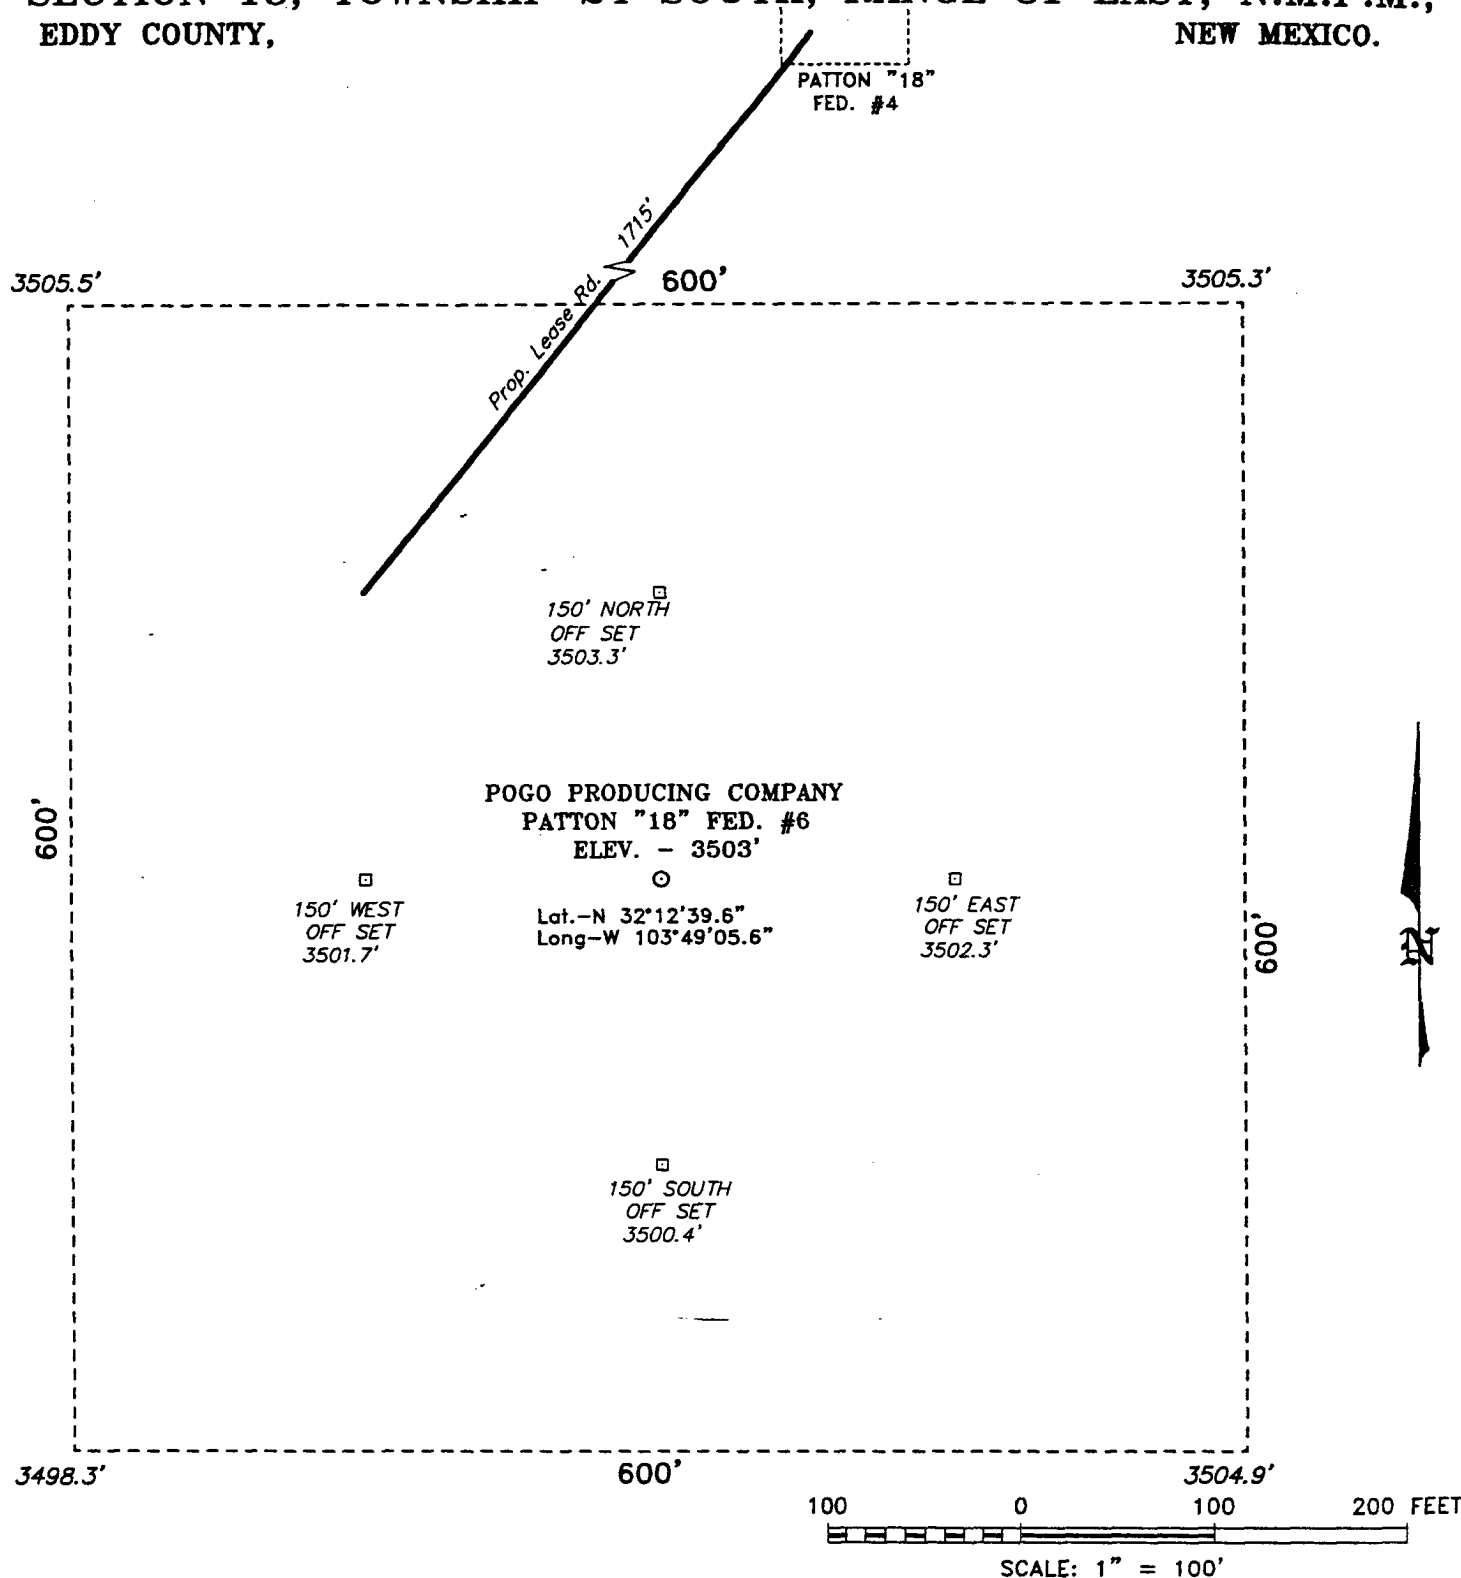 EDDY COUNTY, NEW MEXICO.
PATTON "18"
FED. #4
1715'
Prop. Lease Rd.
3505.5'
600'
3505.3'
150' NORTH
OFF SET
3503.3'
POGO PRODUCING COMPANY
PATTON "18" FED. #6
ELEV. - 3503'
600'
150' WEST
OFF SET
3501.7'
Lat.-N 32°12'39.6"
Long-W 103°49'05.6"
150' EAST
OFF SET
3502.3'
600'
N
150' SOUTH
OFF SET
3500.4'
3498.3'
600'
3504.9'
100 0 100 200 FEET
SCALE: 1" = 100'